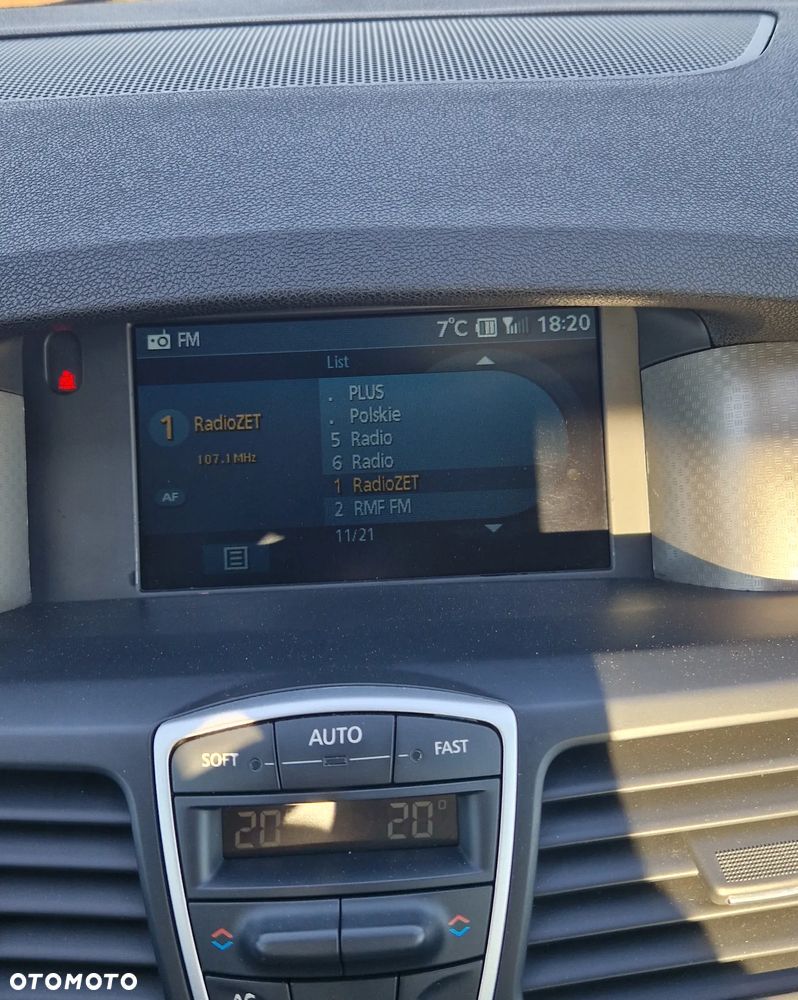 FM 7°C 18:20
List
1 RadioZET
107.1 MHz
AF
. PLUS
. Polskie
5 Radio
6 Radio
1 RadioZET
2 RMF FM
11/21
SOFT AUTO FAST
20 20°
AC
OTOMOTO